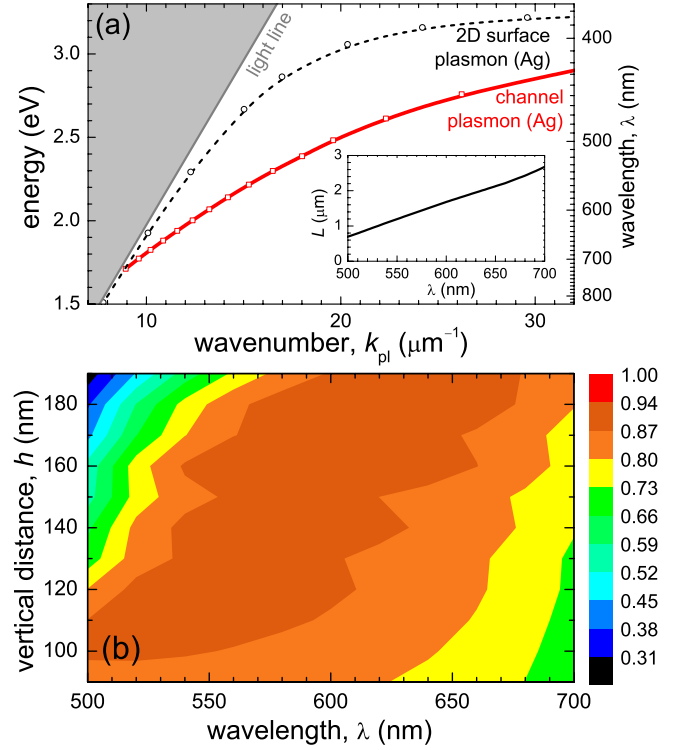 (a)
light line
2D surface
plasmon (Ag)
channel
plasmon (Ag)
energy (eV)
3.0
2.5
2.0
1.5
wavelength, λ (nm)
400
500
600
700
800
L (μm)
3
2
1
0
500 550 600 650 700
λ (nm)
10 20 30
wavenumber, k_pl (μm⁻¹)
(b)
vertical distance, h (nm)
180
160
140
120
100
500 550 600 650 700
wavelength, λ (nm)
1.00
0.94
0.87
0.80
0.73
0.66
0.59
0.52
0.45
0.38
0.31